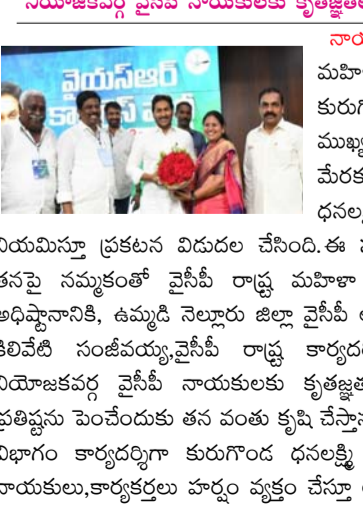 నియోజకవర్గ వైసీపీ నాయకులకు కృతజ్ఞతల
వైయస్ఆర్
నాయ
మహి
కురుగ
ముఖ్య
మేరక
ధనల
నియమిస్తూ ప్రకటన విడుదల చేసింది.ఈ
తనపై నమ్మకంతో వైసీపీ రాష్ట్ర మహిళా
అధిష్టానానికి, ఉమ్మడి నెల్లూరు జిల్లా వైసీపీ
కిలివేటి సంజీవయ్య,వైసీపీ రాష్ట్ర కార్యద
నియోజకవర్గ వైసీపీ నాయకులకు కృతజ్ఞత
ప్రతిష్టను పెంచేందుకు తన వంతు కృషి చేస్తాన
విభాగం కార్యదర్శిగా కురుగొండ ధనలక్ష్మి
నాయకులు,కార్యకర్తలు హర్షం వ్యక్తం చేస్తూ